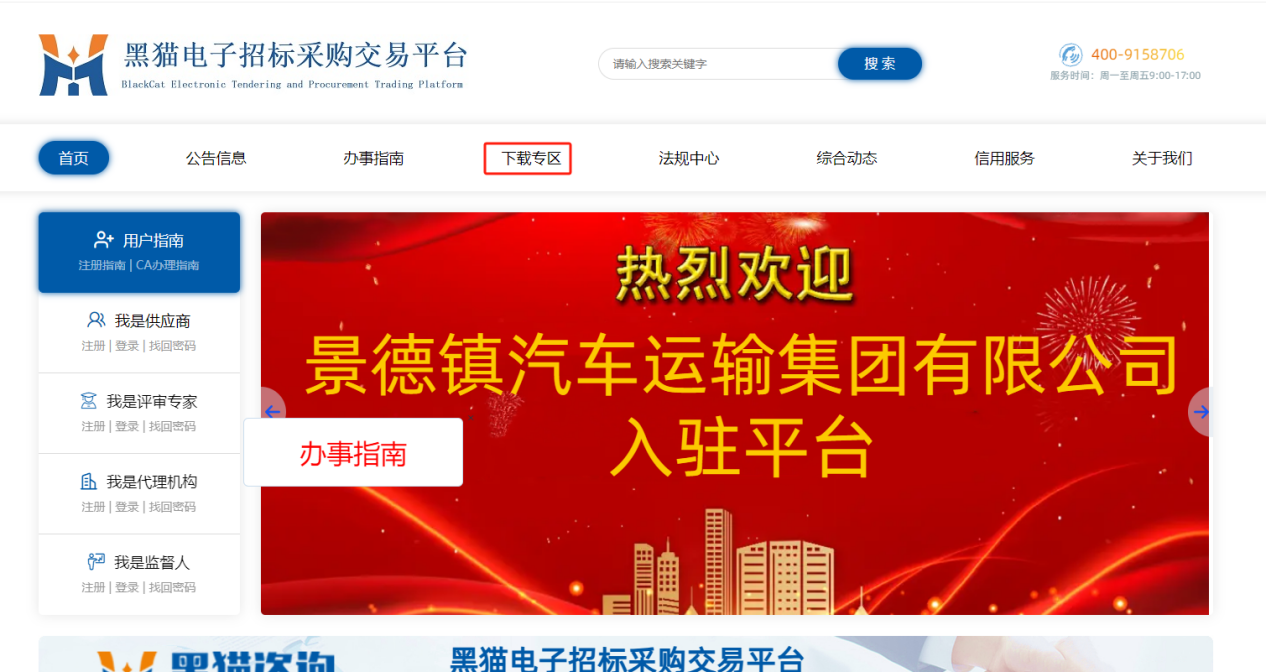 黑猫电子招标采购交易平台
BlackCat Electronic Tendering and Procurement Trading Platform
请输入搜索关键字
搜 索
400-9158706
服务时间：周一至周五9:00-17:00
首页 公告信息 办事指南 下载专区 法规中心 综合动态 信用服务 关于我们
用户指南
注册指南 | CA办理指南
我是供应商
注册 | 登录 | 找回密码
我是评审专家
注册 | 登录 | 找回密码
我是代理机构
注册 | 登录 | 找回密码
我是监督人
注册 | 登录 | 找回密码
热烈欢迎
景德镇汽车运输集团有限公司
入驻平台
办事指南
黑猫咨询
黑猫电子招标采购交易平台